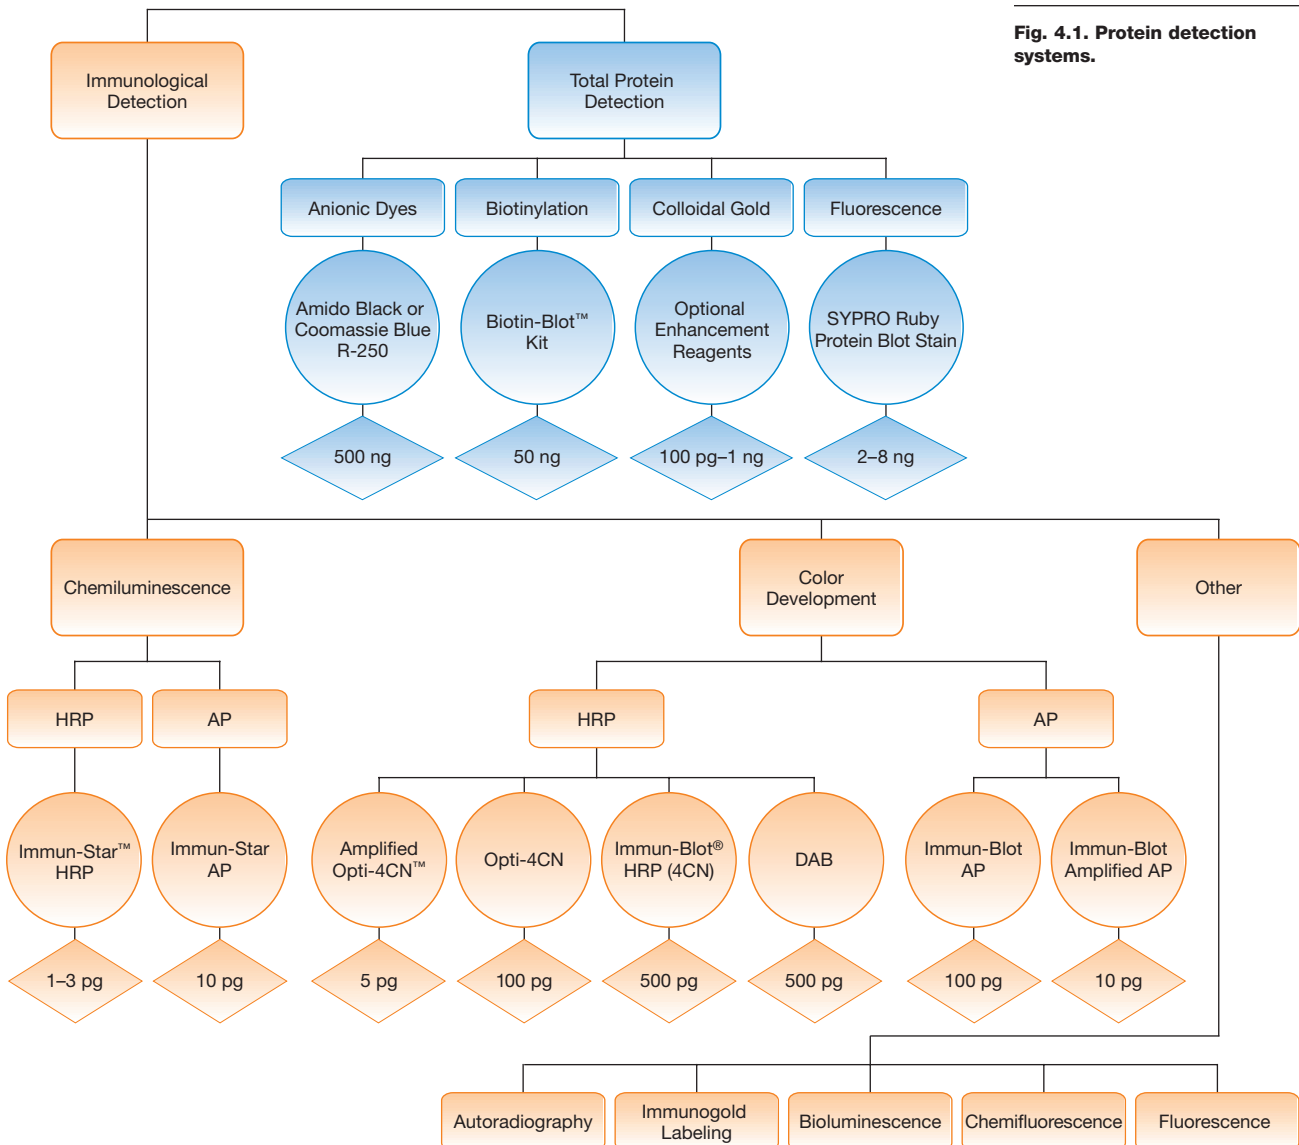 Fig. 4.1. Protein detection
systems.
Immunological
Detection
Total Protein
Detection
Anionic Dyes
Biotinylation
Colloidal Gold
Fluorescence
Amido Black or
Coomassie Blue
R-250
Biotin-Blot™
Kit
Optional
Enhancement
Reagents
SYPRO Ruby
Protein Blot Stain
500 ng
50 ng
100 pg–1 ng
2–8 ng
Chemiluminescence
Color
Development
Other
HRP
AP
HRP
AP
Immun-Star™
HRP
Immun-Star
AP
Amplified
Opti-4CN™
Opti-4CN
Immun-Blot®
HRP (4CN)
DAB
Immun-Blot
AP
Immun-Blot
Amplified AP
1–3 pg
10 pg
5 pg
100 pg
500 pg
500 pg
100 pg
10 pg
Autoradiography
Immunogold
Labeling
Bioluminescence
Chemifluorescence
Fluorescence